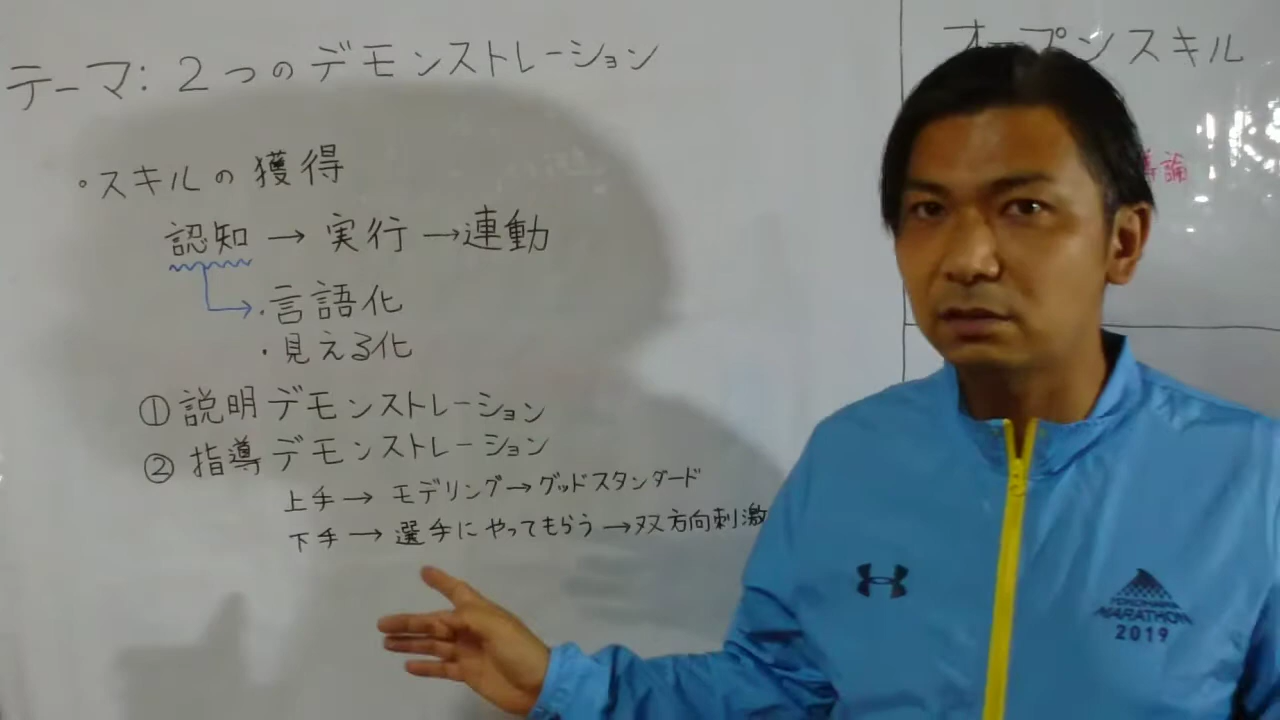 テーマ:2つのデモンストレーション
・スキルの獲得
認知→実行→連動
・言語化
・見える化
①説明デモンストレーション
②指導デモンストレーション
上手→モデリング→グッドスタンダード
下手→選手にやってもらう→双方向刺激
オープンスキル
導論
YOKOHAMA
MARATHON
2019